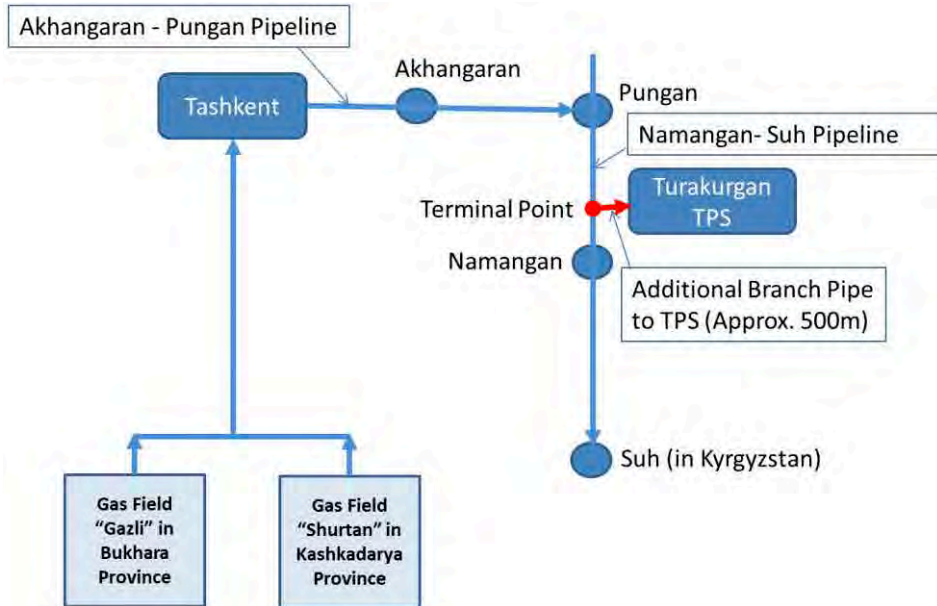 Akhangaran - Pungan Pipeline
Akhangaran
Tashkent
Pungan
Namangan- Suh Pipeline
Turakurgan
TPS
Terminal Point
Namangan
Additional Branch Pipe
to TPS (Approx. 500m)
Suh (in Kyrgyzstan)
Gas Field
“Gazli” in
Bukhara
Province
Gas Field
“Shurtan” in
Kashkadarya
Province